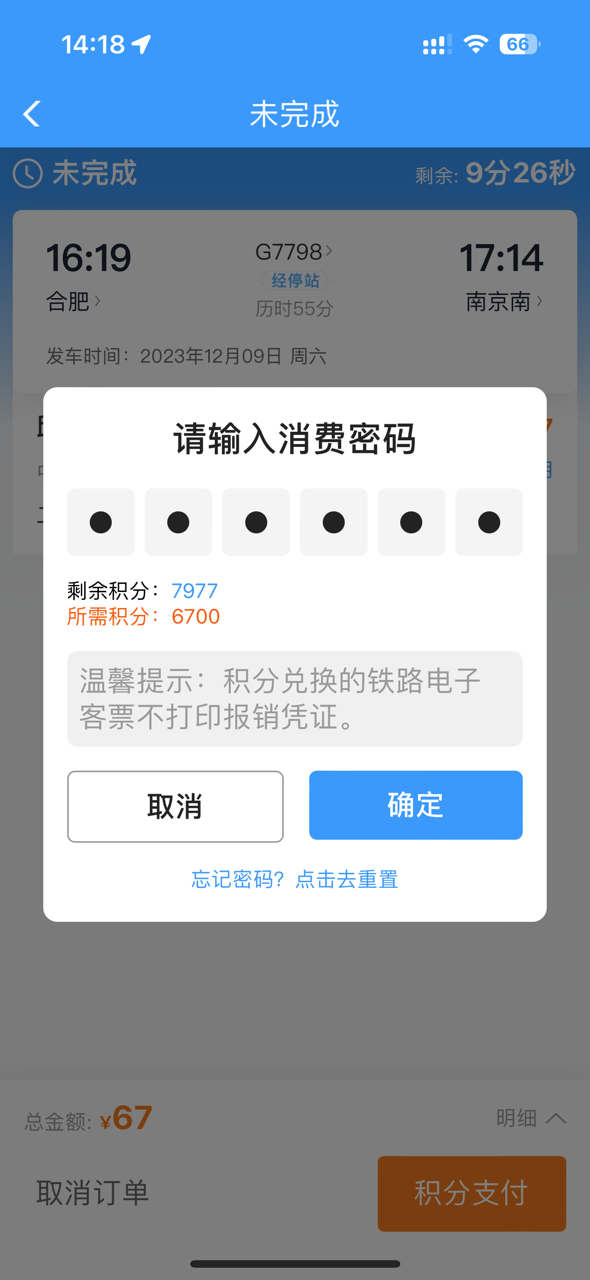 14:18
66
未完成
未完成
剩余: 9分26秒
16:19
G7798
17:14
经停站
合肥
历时55分
南京南
发车时间：2023年12月09日 周六
请输入消费密码
剩余积分：7977
所需积分：6700
温馨提示：积分兑换的铁路电子
客票不打印报销凭证。
取消
确定
忘记密码？点击去重置
总金额: ¥67
明细
取消订单
积分支付